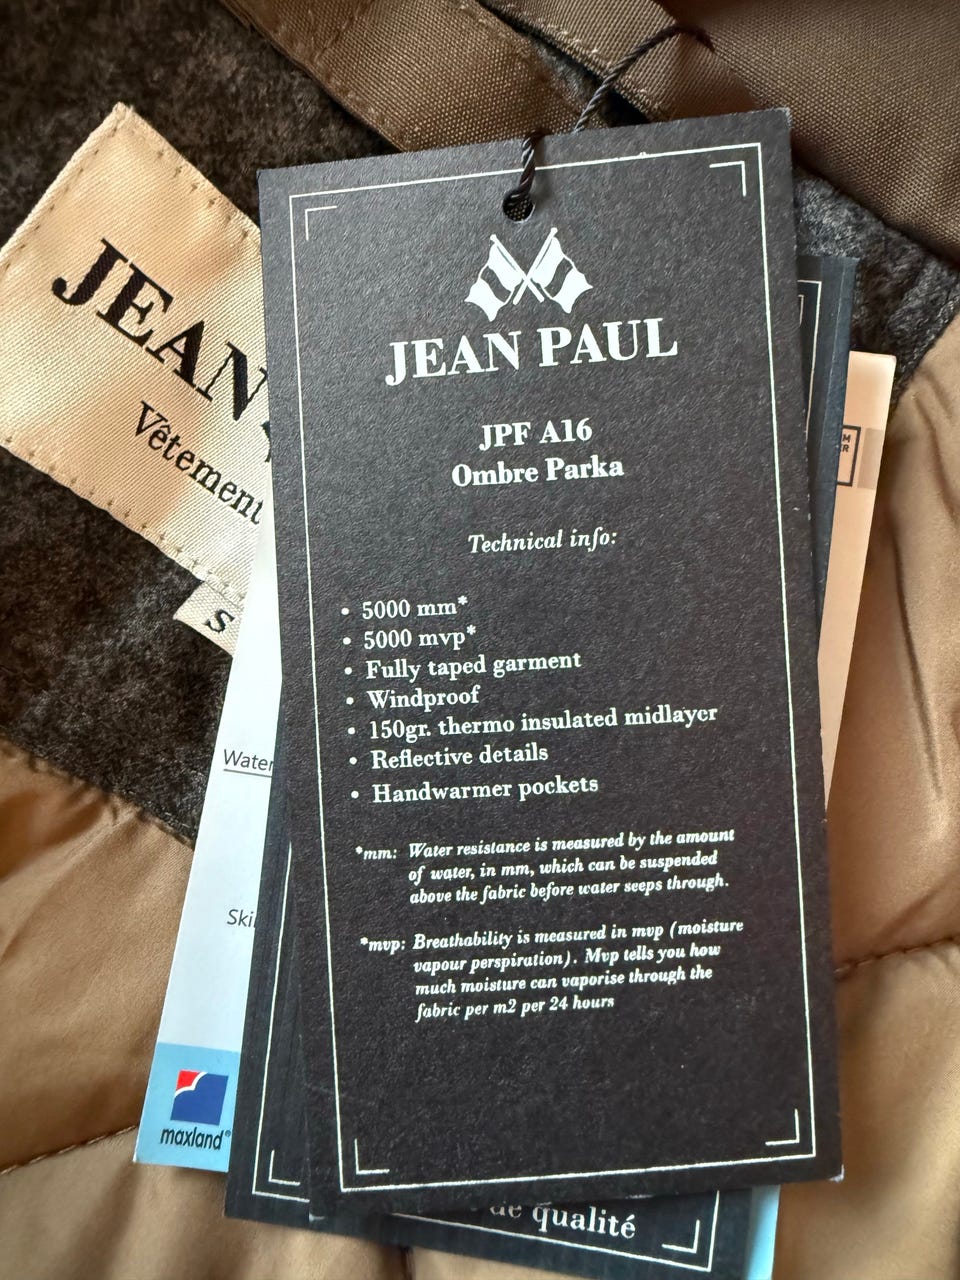 JEAN
Vêtement
S
JEAN PAUL
JPF A16
Ombre Parka
Technical info:
• 5000 mm*
• 5000 mvp*
• Fully taped garment
• Windproof
• 150gr. thermo insulated midlayer
• Reflective details
• Handwarmer pockets
*mm: Water resistance is measured by the amount
of water, in mm, which can be suspended
above the fabric before water seeps through.
*mvp: Breathability is measured in mvp (moisture
vapour perspiration). Mvp tells you how
much moisture can vaporise through the
fabric per m2 per 24 hours
Water
Ski
maxland®
de qualité